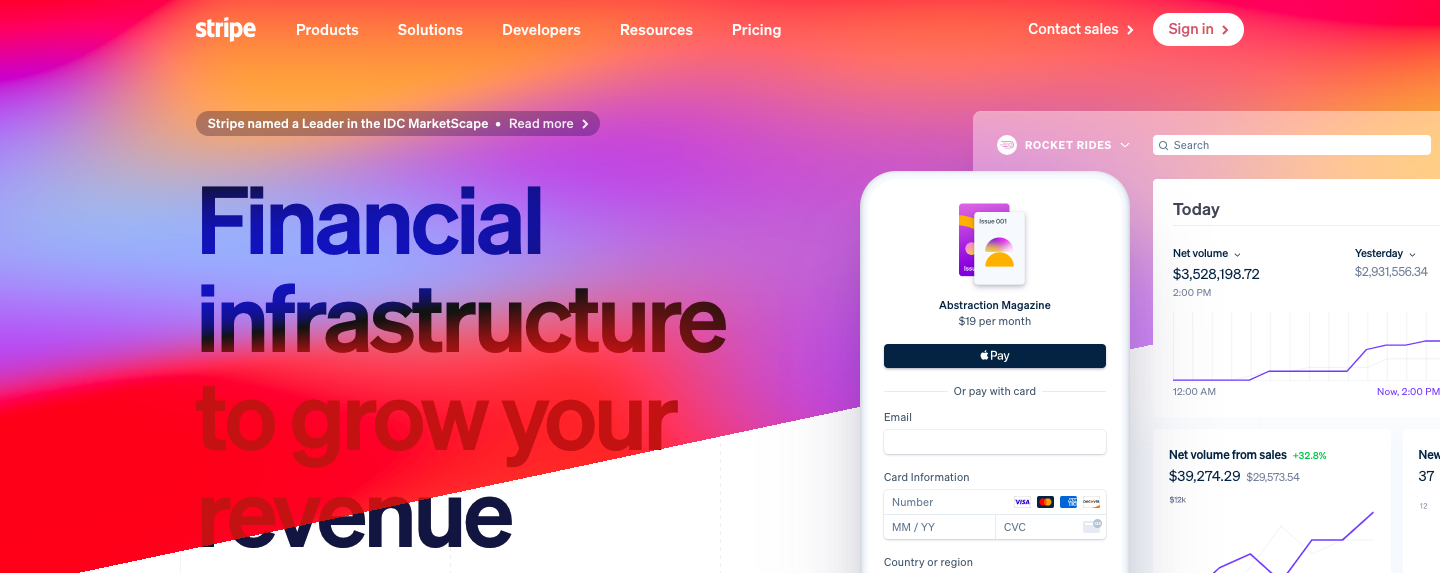 stripe
Products
Solutions
Developers
Resources
Pricing
Contact sales
Sign in
Stripe named a Leader in the IDC MarketScape • Read more
Financial
infrastructure
to grow your
revenue
ROCKET RIDES
Search
Issue 001
Abstraction Magazine
$19 per month
Pay
Or pay with card
Email
Card Information
Number
VISA
MM / YY
CVC
Country or region
Today
Net volume
Yesterday
$3,528,198.72
$2,931,556.34
2:00 PM
12:00 AM
Now, 2:00 PM
Net volume from sales +32.8%
$39,274.29 $29,573.54
$12k
New
37
12